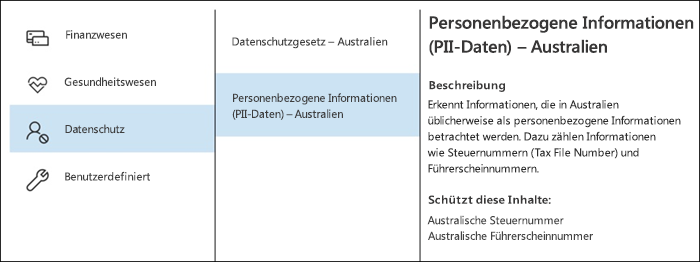 Finanzwesen
Gesundheitswesen
Datenschutz
Benutzerdefiniert
Datenschutzgesetz – Australien
Personenbezogene Informationen
(PII-Daten) – Australien
Personenbezogene Informationen
(PII-Daten) – Australien
Beschreibung
Erkennt Informationen, die in Australien
üblicherweise als personenbezogene Informationen
betrachtet werden. Dazu zählen Informationen
wie Steuernummern (Tax File Number) und
Führerscheinnummern.
Schützt diese Inhalte:
Australische Steuernummer
Australische Führerscheinnummer